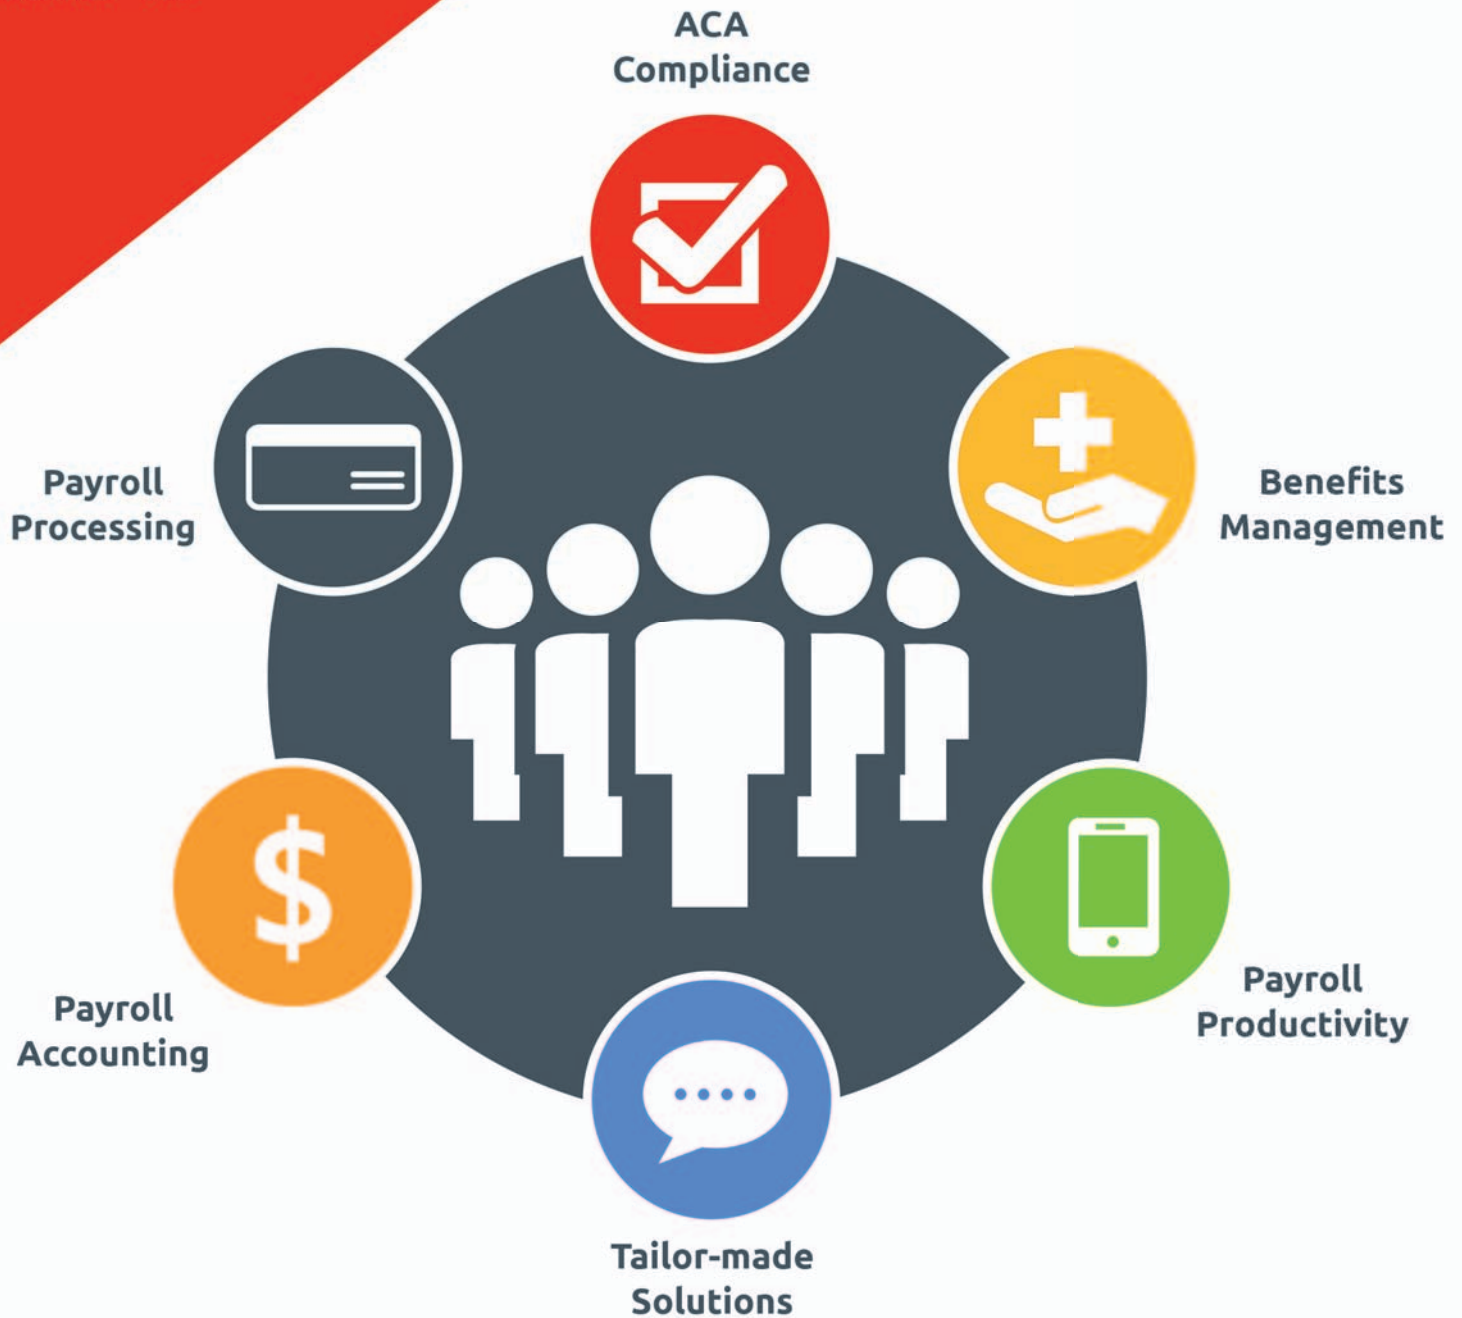 ACA
Compliance
Payroll
Processing
Benefits
Management
$
Payroll
Accounting
Payroll
Productivity
Tailor-made
Solutions